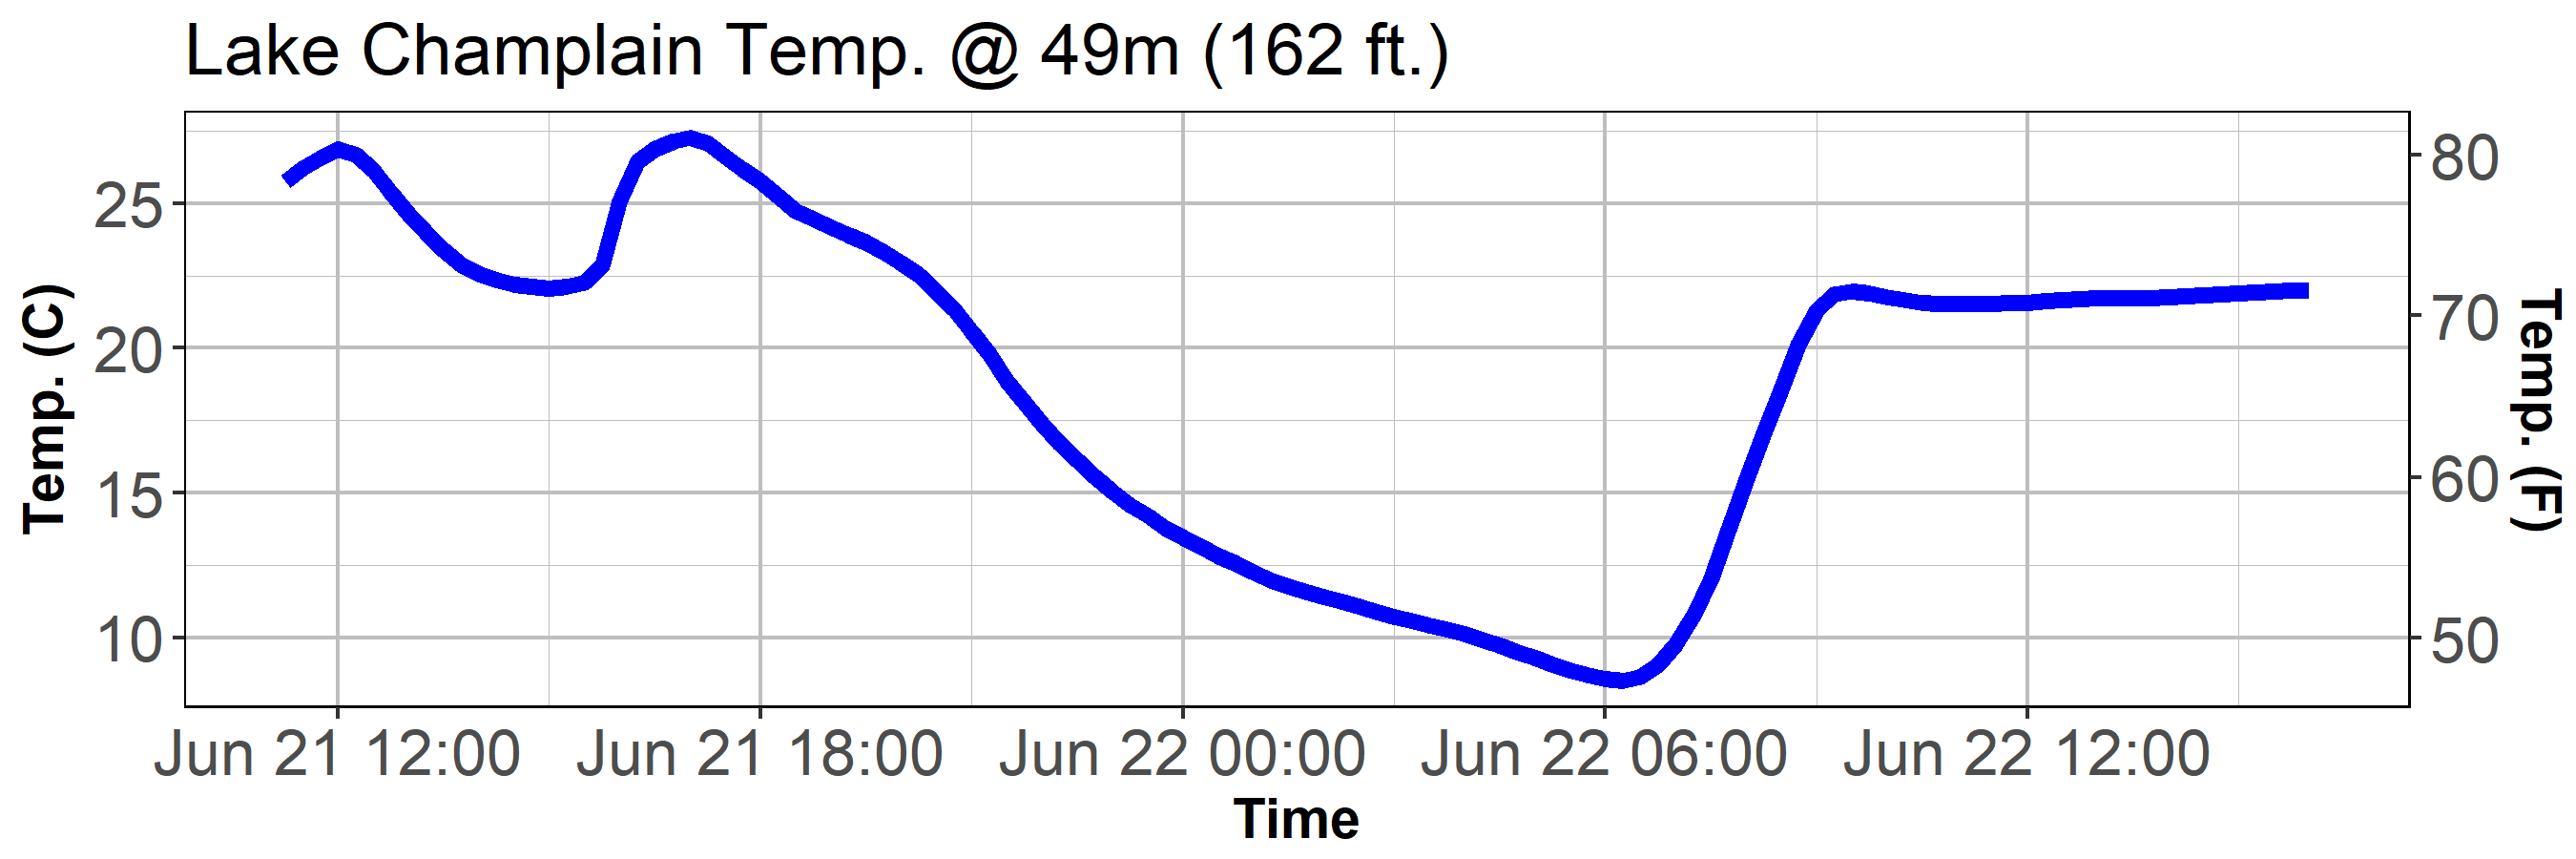 Lake Champlain Temp. @ 49m (162 ft.)
Temp. (C)
25
20
15
10
80
70
60
50
Temp. (F)
Jun 21 12:00
Jun 21 18:00
Jun 22 00:00
Jun 22 06:00
Jun 22 12:00
Time